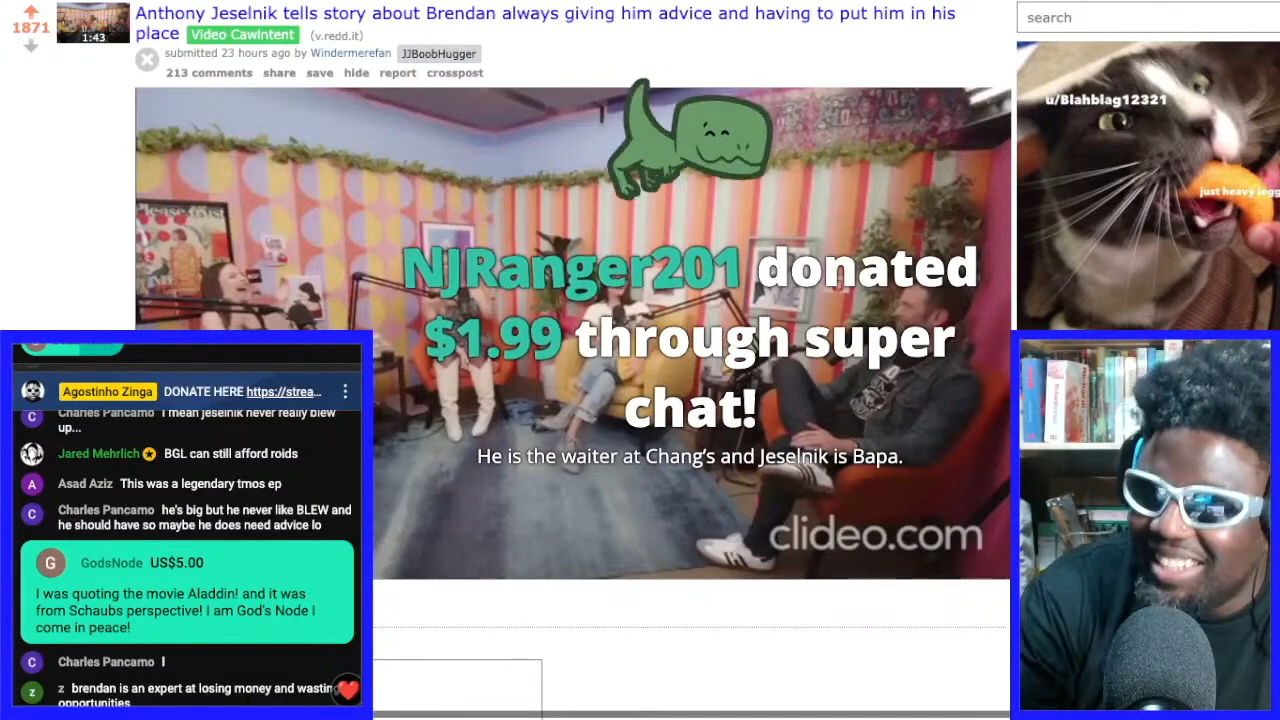 1871
1:43
Anthony Jeselnik tells story about Brendan always giving him advice and having to put him in his
place Video CawIntent (v.redd.it)
submitted 23 hours ago by Windermerefan JJBoobHugger
213 comments share save hide report crosspost
search
u/Blahblag12321
just heavy legg
NJRanger201 donated
$1.99 through super
chat!
He is the waiter at Chang's and Jeselnik is Bapa.
clideo.com
Agostinho Zinga DONATE HERE https://strea...
Charles Pancamo I mean jeselnik never really blew
up...
Jared Mehrlich BGL can still afford roids
A
Asad Aziz This was a legendary tmos ep
C
Charles Pancamo he's big but he never like BLEW and
he should have so maybe he does need advice lo
G
GodsNode US$5.00
I was quoting the movie Aladdin! and it was
from Schaubs perspective! I am God's Node I
come in peace!
C
Charles Pancamo I
z
z brendan is an expert at losing money and wasting
opportunities